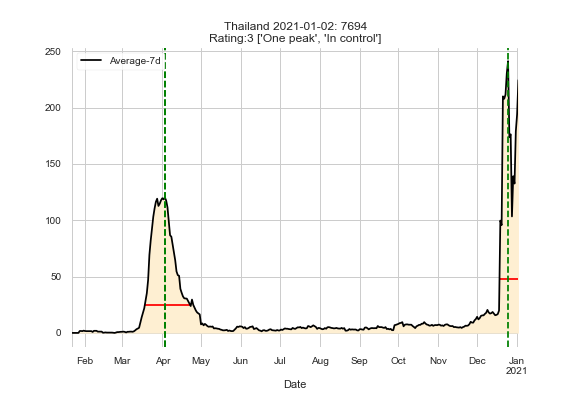 Thailand 2021-01-02: 7694
Rating:3 ['One peak', 'In control']
250
Average-7d
200
150
100
50
0
Feb Mar Apr May Jun Jul Aug Sep Oct Nov Dec Jan
2021
Date